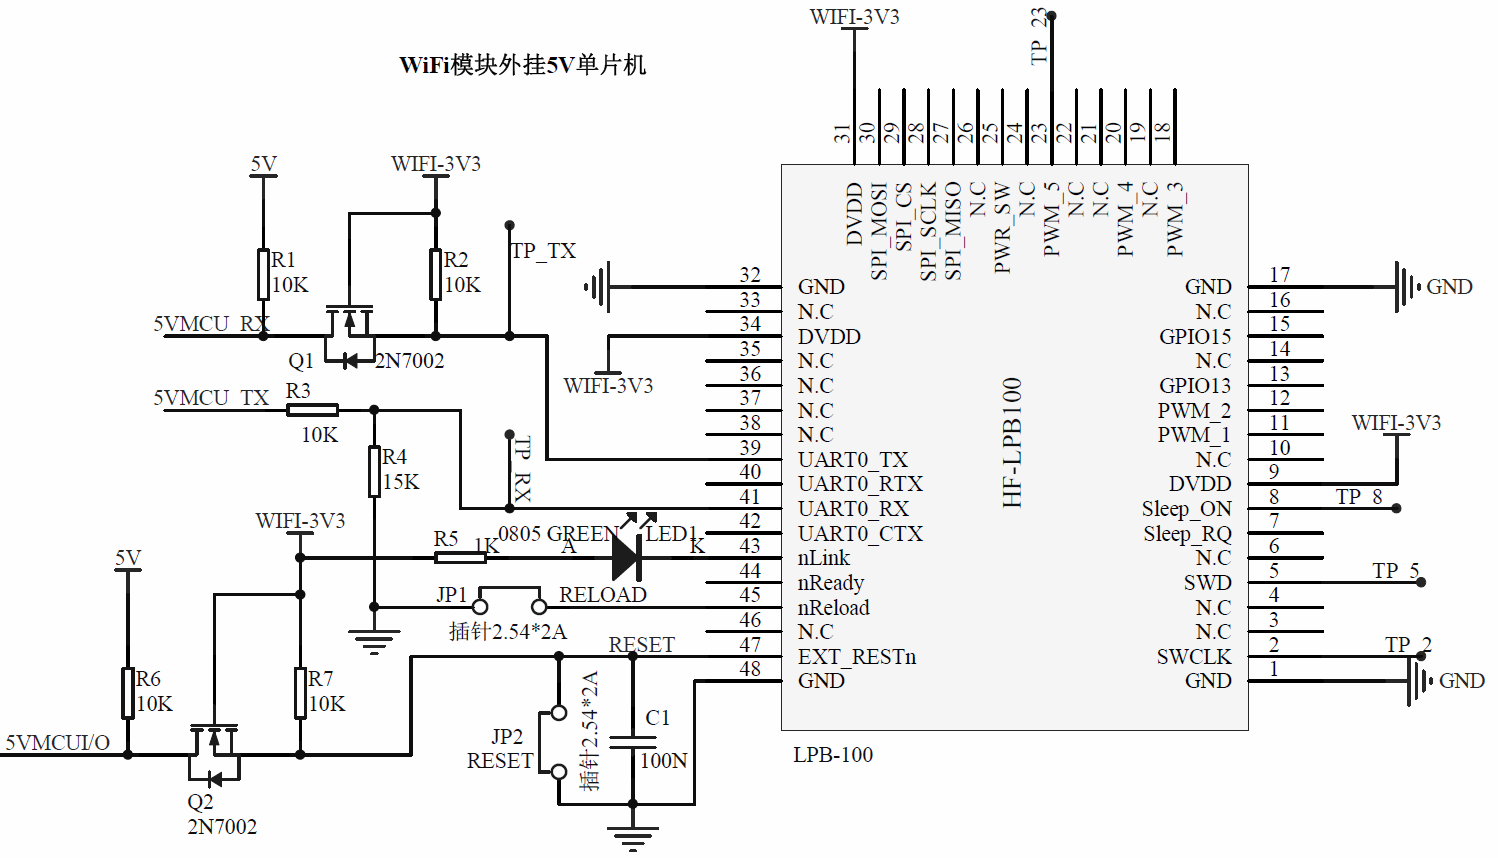 WiFi模块外挂5V单片机
WIFI-3V3
TP_23
31
30
29
28
27
26
25
24
23
22
21
20
19
18
DVDD
SPI_MOSI
SPI_CS
SPI_SCLK
SPI_MISO
N.C
PWR_SW
N.C
PWM_5
N.C
N.C
PWM_4
N.C
PWM_3
5V
WIFI-3V3
R1
10K
R2
10K
TP_TX
5VMCU_RX
Q1
2N7002
5VMCU_TX
R3
10K
R4
15K
TP_RX
WIFI-3V3
WIFI-3V3
R5
1K
0805 GREEN
LED1
A
K
JP1
RELOAD
插针2.54*2A
5V
R6
10K
R7
10K
5VMCUI/O
Q2
2N7002
RESET
JP2
RESET
插针2.54*2A
C1
100N
32 GND
33 N.C
34 DVDD
35 N.C
36 N.C
37 N.C
38 N.C
39 UART0_TX
40 UART0_RTX
41 UART0_RX
42 UART0_CTX
43 nLink
44 nReady
45 nReload
46 N.C
47 EXT_RESTn
48 GND
HF-LPB100
LPB-100
GND 17 GND
N.C 16
GPIO15 15
N.C 14
GPIO13 13
PWM_2 12
PWM_1 11
N.C 10
WIFI-3V3
DVDD 9
Sleep_ON 8 TP_8
Sleep_RQ 7
N.C 6
SWD 5 TP_5
N.C 4
N.C 3
SWCLK 2 TP_2
GND 1 GND